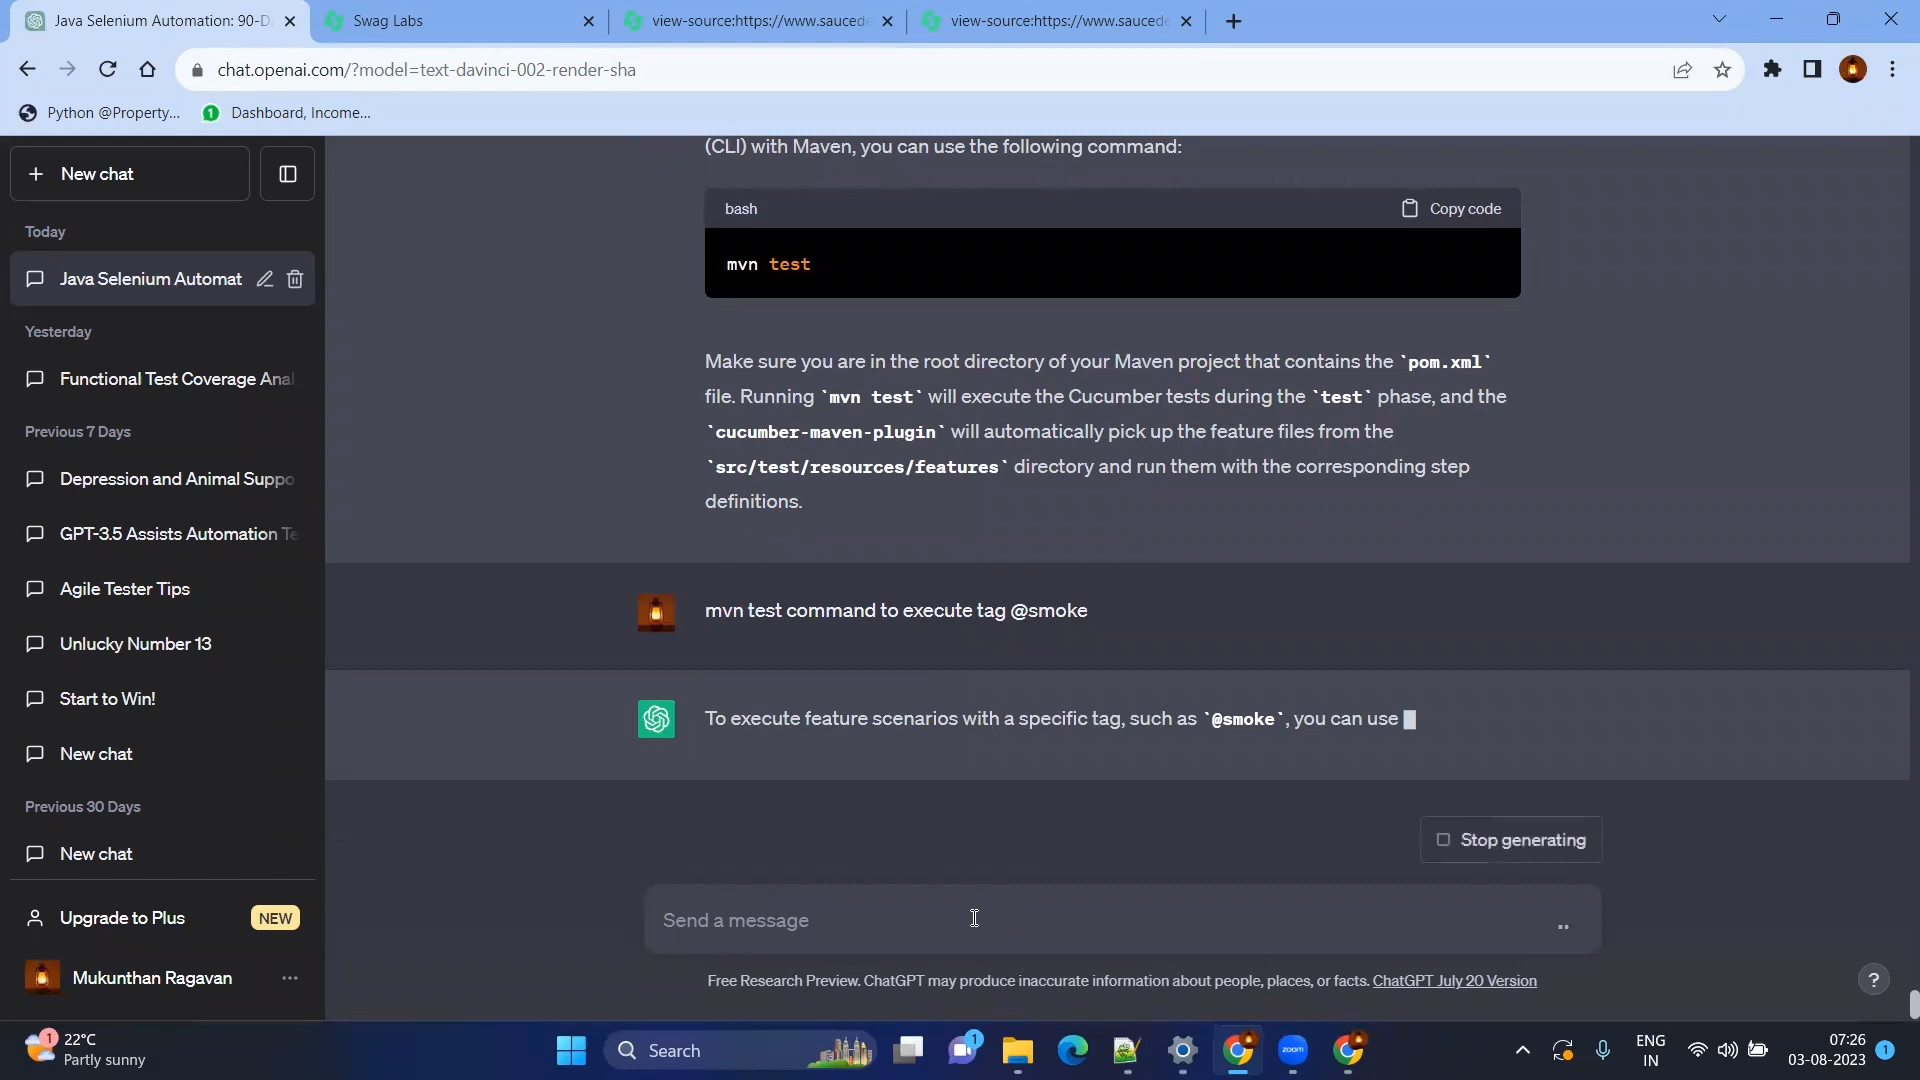 Java Selenium Automation: 90-D
Swag Labs
view-source:https://www.saucede
view-source:https://www.saucede
chat.openai.com/?model=text-davinci-002-render-sha
Python @Property...
1
Dashboard, Income...
New chat
Today
Java Selenium Automat
Yesterday
Functional Test Coverage Anal
Previous 7 Days
Depression and Animal Suppo
GPT-3.5 Assists Automation Te
Agile Tester Tips
Unlucky Number 13
Start to Win!
New chat
Previous 30 Days
New chat
Upgrade to Plus
NEW
Mukunthan Ragavan
(CLI) with Maven, you can use the following command:
bash
Copy code
mvn test
Make sure you are in the root directory of your Maven project that contains the `pom.xml`
file. Running `mvn test` will execute the Cucumber tests during the `test` phase, and the
`cucumber-maven-plugin` will automatically pick up the feature files from the
`src/test/resources/features` directory and run them with the corresponding step
definitions.
mvn test command to execute tag @smoke
To execute feature scenarios with a specific tag, such as `@smoke`, you can use
Stop generating
Send a message
Free Research Preview. ChatGPT may produce inaccurate information about people, places, or facts. ChatGPT July 20 Version
?
1
22°C
Partly sunny
Search
1
zoom
ENG
IN
07:26
03-08-2023
1